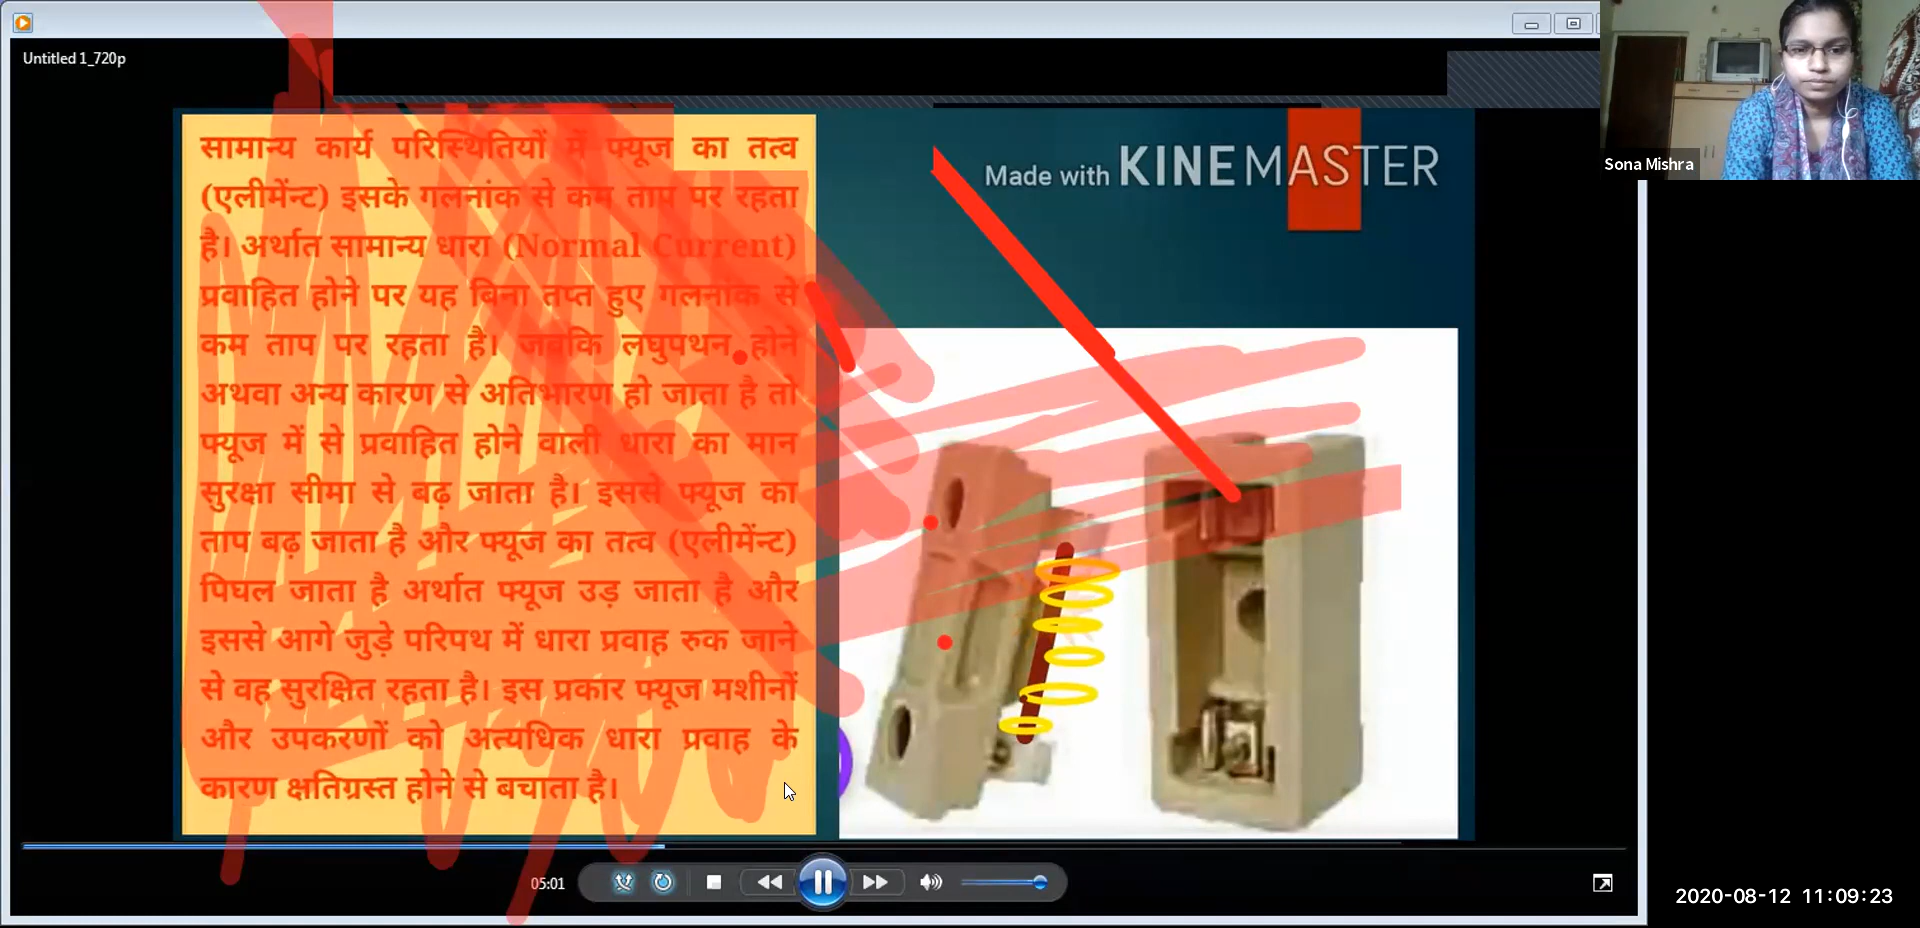 Untitled 1_720p
सामान्य कार्य परिस्थितियों में फ्यूज का तत्व
(एलीमेंन्ट) इसके गलनांक से कम ताप पर रहता
है। अर्थात सामान्य धारा (Normal Current)
प्रवाहित होने पर यह बिना तप्त हुए गलनांक से
कम ताप पर रहता है। जबकि लघुपथन होने
अथवा अन्य कारण से अतिभारण हो जाता है तो
फ्यूज में से प्रवाहित होने वाली धारा का मान
सुरक्षा सीमा से बढ़ जाता है। इससे फ्यूज का
ताप बढ़ जाता है और फ्यूज का तत्व (एलीमेंन्ट)
पिघल जाता है अर्थात फ्यूज उड़ जाता है और
इससे आगे जुड़े परिपथ में धारा प्रवाह रुक जाने
से वह सुरक्षित रहता है। इस प्रकार फ्यूज मशीनों
और उपकरणों को अत्यधिक धारा प्रवाह के
कारण क्षतिग्रस्त होने से बचाता है।
Made with KINEMASTER
Sona Mishra
05:01
2020-08-12 11:09:23